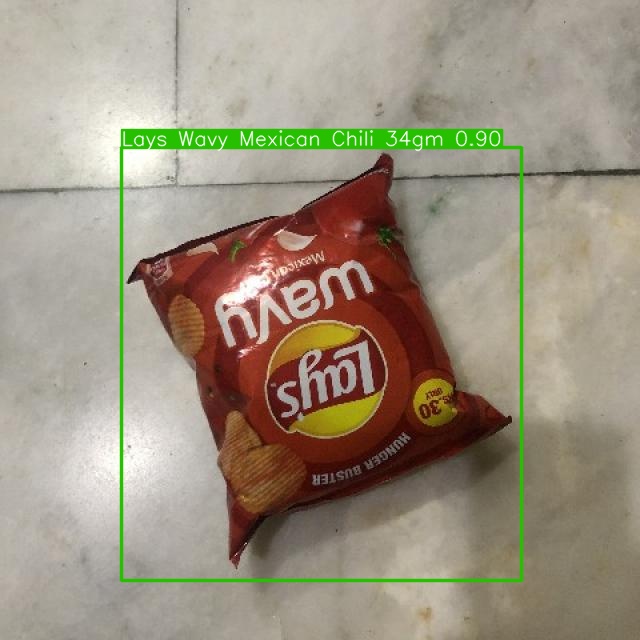 Lays Wavy Mexican Chili 34gm 0.90
HUNGER BUSTER
Rs.30
ONLY
Lay's
wavy
Mexican